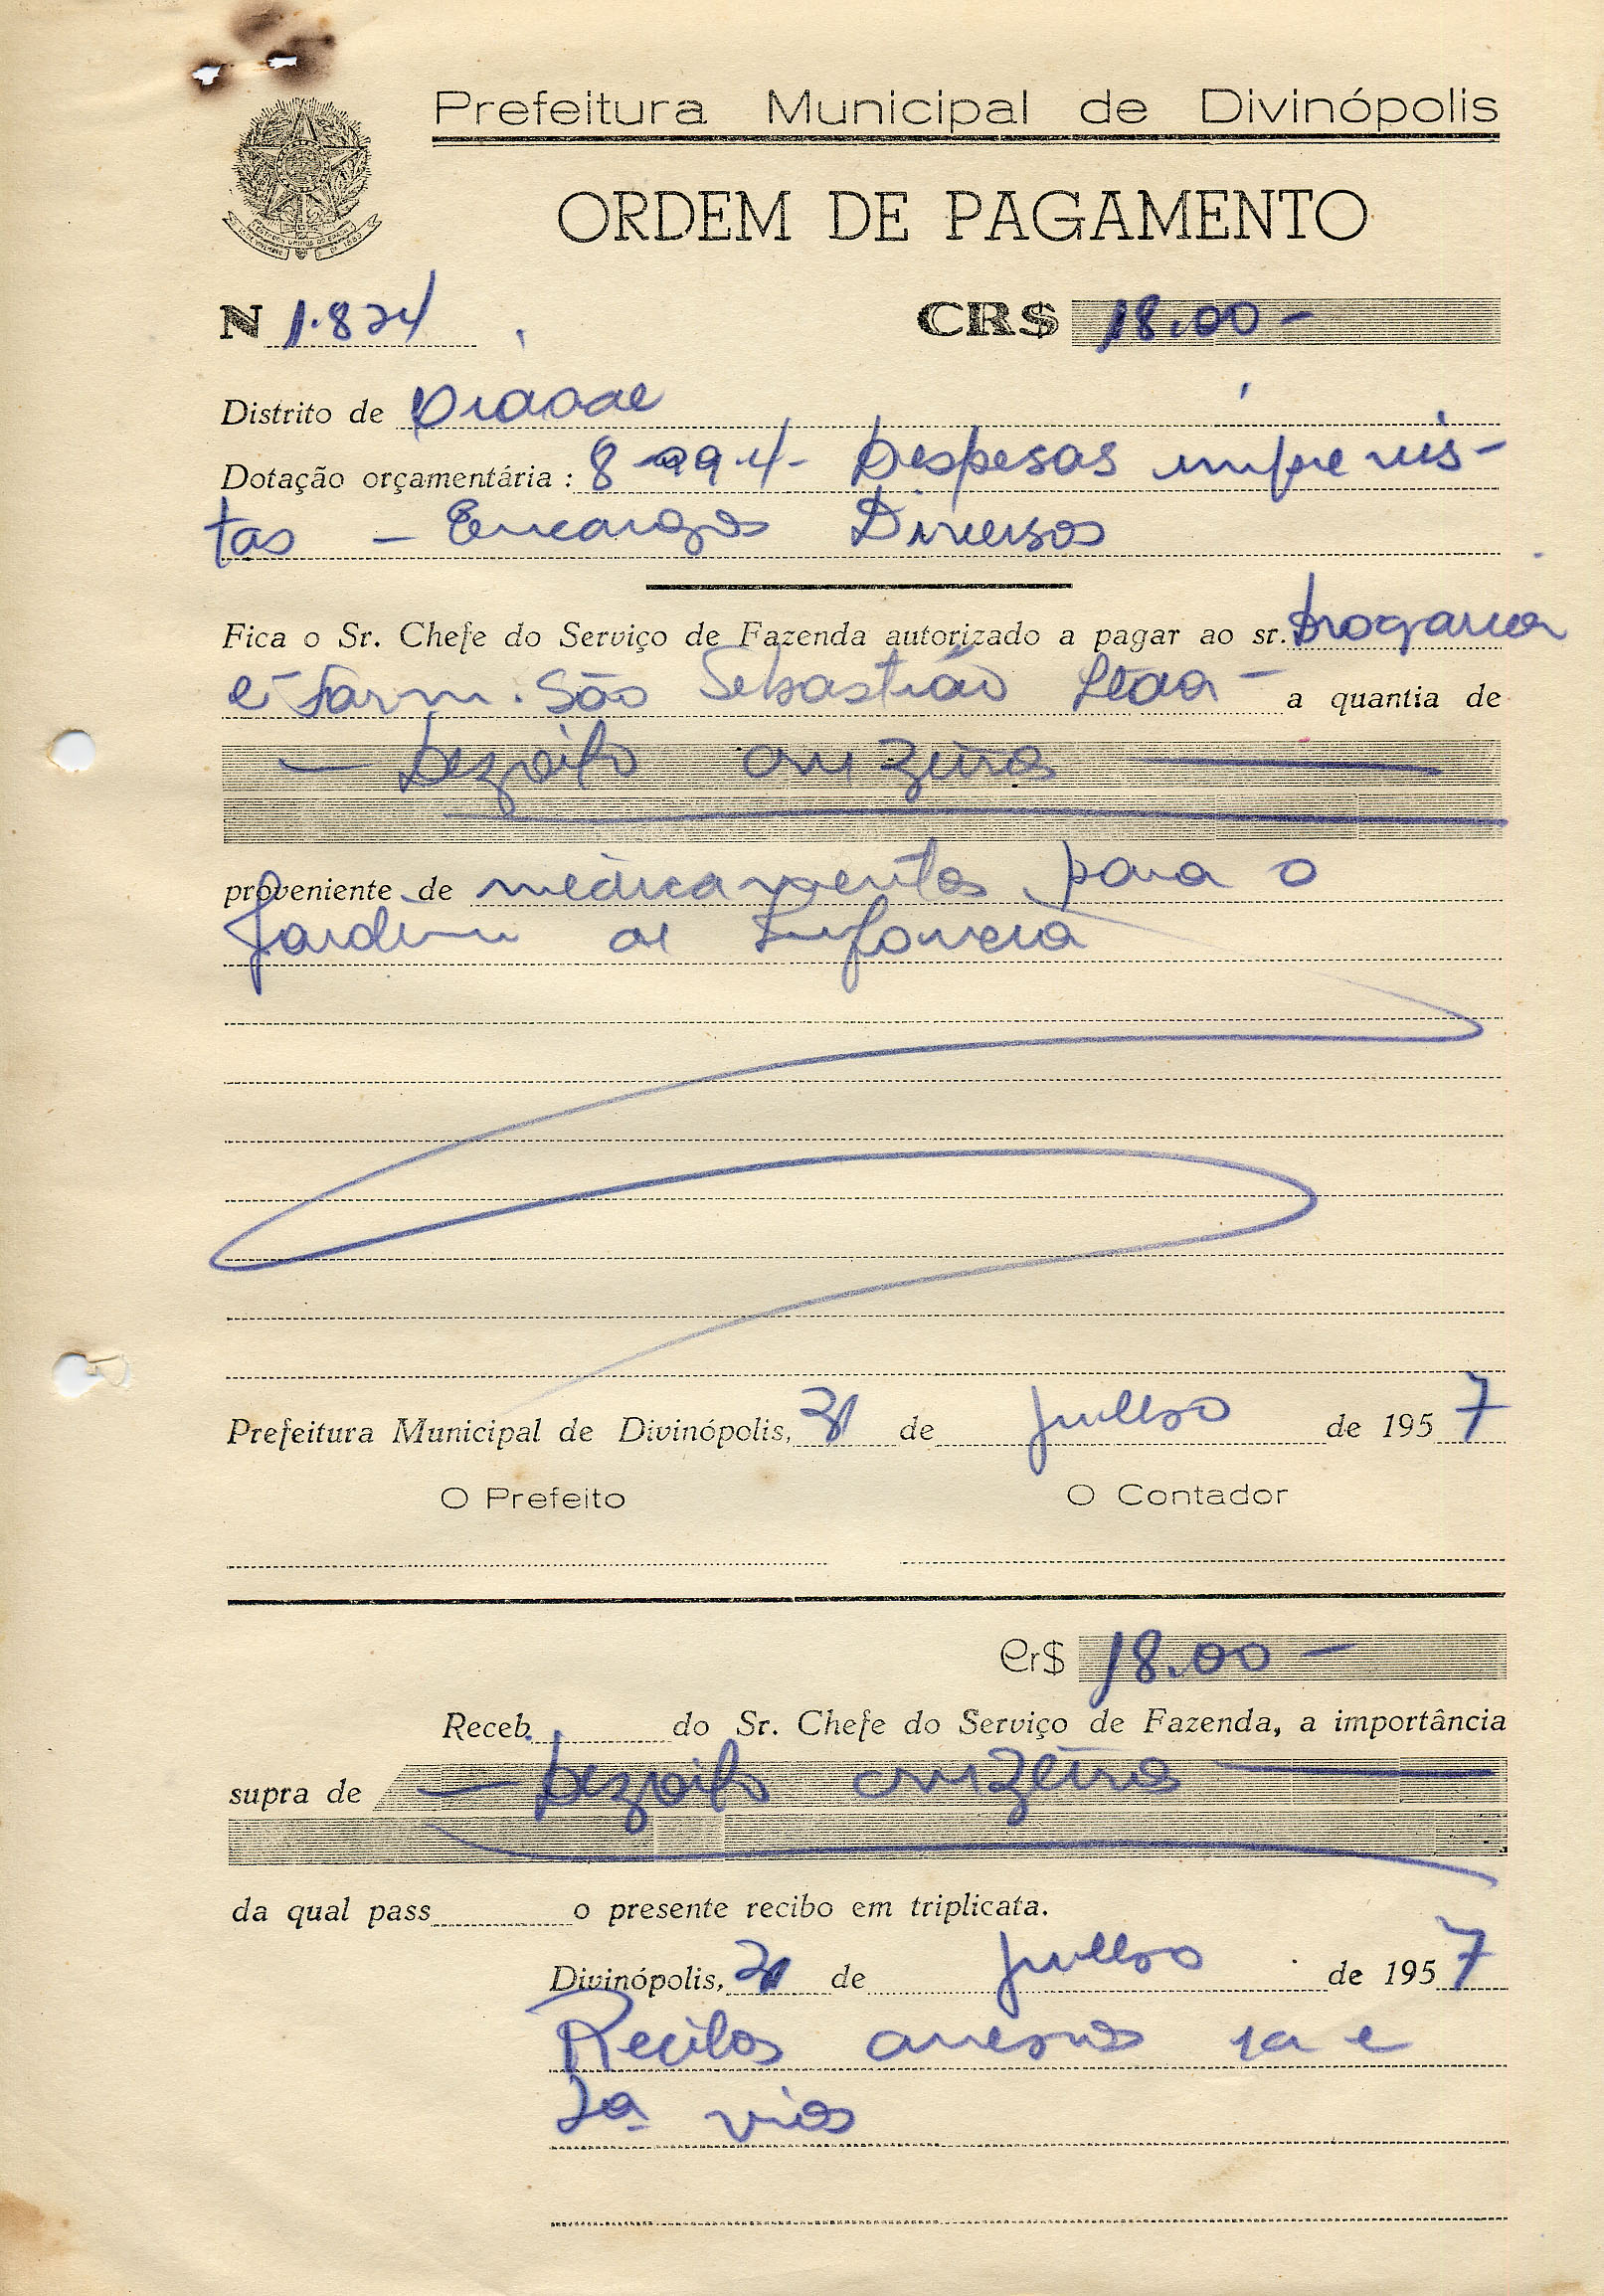 Prefeitura Municipal de Divinópolis
ORDEM DE PAGAMENTO
N 1.824 CR$ 18.00 -
Distrito de Cidade
Dotação orçamentária : 8-99.4- Despesas imprevis-
tas - Encargos Diversos
Fica o Sr. Chefe do Serviço de Fazenda autorizado a pagar ao sr. Drogaria
e Farm. São Sebastião Ltda - a quantia de
- Dezoito cruzeiros
proveniente de medicamentos para o
Jardim de Infancia
Prefeitura Municipal de Divinópolis, 31 de julho de 1957
O Prefeito O Contador
Cr$ 18.00 -
Receb do Sr. Chefe do Serviço de Fazenda, a importância
supra de - Dezoito cruzeiros
da qual pass o presente recibo em triplicata.
Divinópolis, 31 de julho de 1957
Recibos anexos 1a e
2a vias